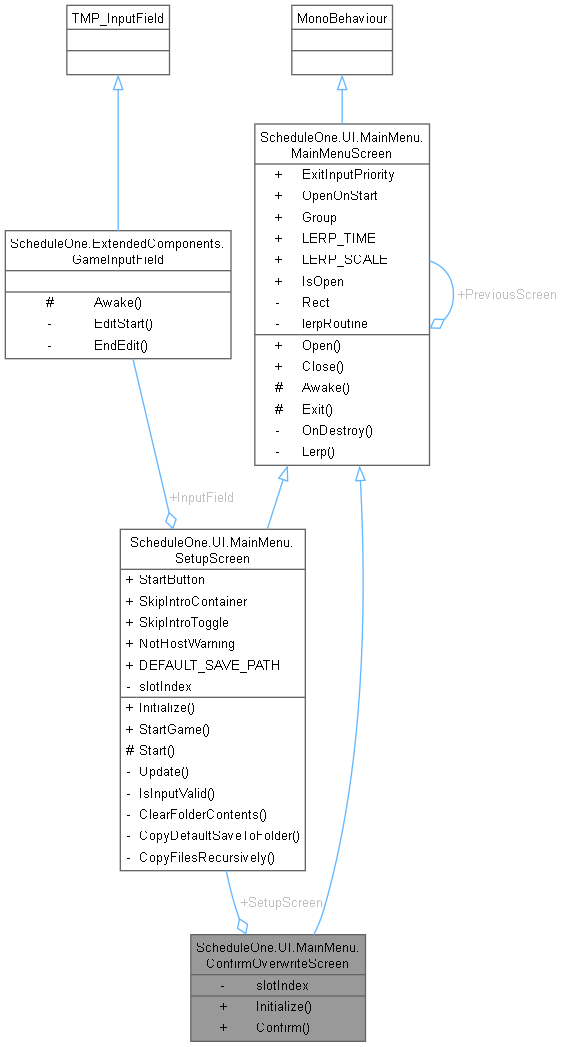 TMP_InputField
MonoBehaviour
ScheduleOne.UI.MainMenu.
MainMenuScreen
+ ExitInputPriority
+ OpenOnStart
+ Group
+ LERP_TIME
+ LERP_SCALE
+ IsOpen
- Rect
- lerpRoutine
+ Open()
+ Close()
# Awake()
# Exit()
- OnDestroy()
- Lerp()
+PreviousScreen
ScheduleOne.ExtendedComponents.
GameInputField
# Awake()
- EditStart()
- EndEdit()
+InputField
ScheduleOne.UI.MainMenu.
SetupScreen
+ StartButton
+ SkipIntroContainer
+ SkipIntroToggle
+ NotHostWarning
+ DEFAULT_SAVE_PATH
- slotIndex
+ Initialize()
+ StartGame()
# Start()
- Update()
- IsInputValid()
- ClearFolderContents()
- CopyDefaultSaveToFolder()
- CopyFilesRecursively()
+SetupScreen
ScheduleOne.UI.MainMenu.
ConfirmOverwriteScreen
- slotIndex
+ Initialize()
+ Confirm()